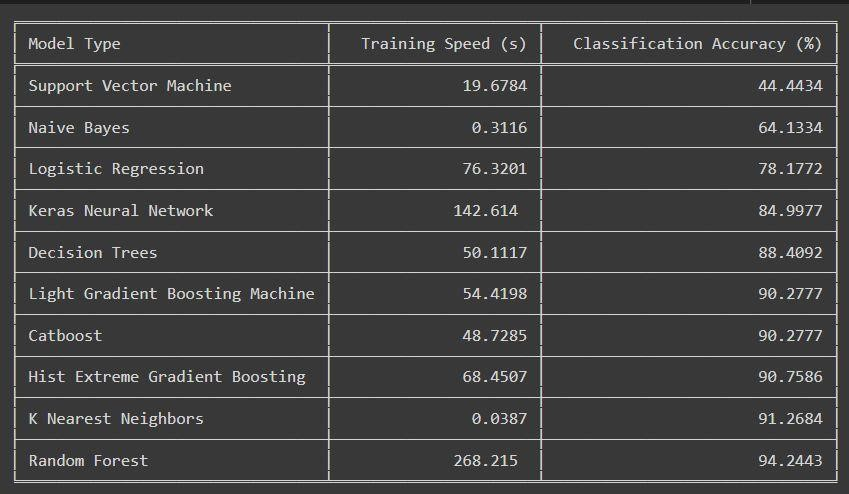 Model Type Training Speed (s) Classification Accuracy (%)
Support Vector Machine 19.6784 44.4434
Naive Bayes 0.3116 64.1334
Logistic Regression 76.3201 78.1772
Keras Neural Network 142.614 84.9977
Decision Trees 50.1117 88.4092
Light Gradient Boosting Machine 54.4198 90.2777
Catboost 48.7285 90.2777
Hist Extreme Gradient Boosting 68.4507 90.7586
K Nearest Neighbors 0.0387 91.2684
Random Forest 268.215 94.2443